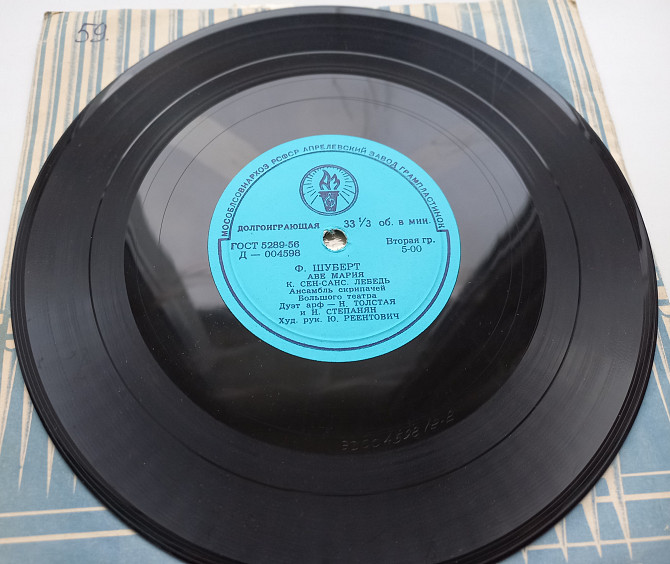 59.
МОСОБЛСОВНАРХОЗ РСФСР АПРЕЛЕВСКИЙ ЗАВОД ГРАМПЛАСТИНОК
ДОЛГОИГРАЮЩАЯ 33 1/3 об. в мин.
ГОСТ 5289-56 Вторая гр.
Д — 004598 5-00
Ф. ШУБЕРТ
АВЕ МАРИЯ
К. СЕН-САНС. ЛЕБЕДЬ
Ансамбль скрипачей
Большого театра
Дуэт арф — Н. ТОЛСТАЯ
и Н. СТЕПАНЯН
Худ. рук. Ю. РЕЕНТОВИЧ